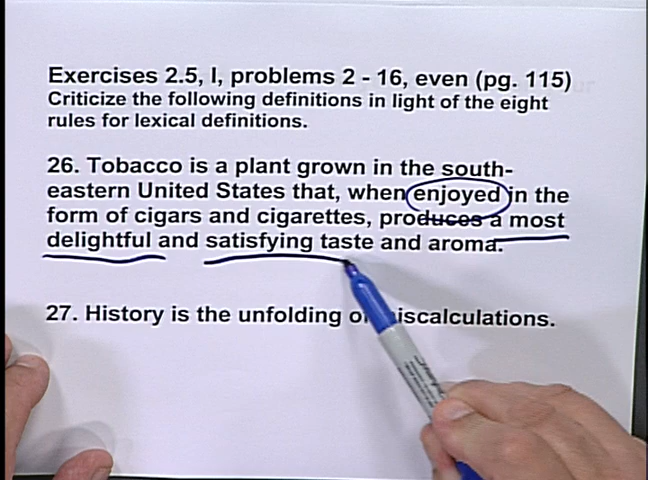 Exercises 2.5, I, problems 2 - 16, even (pg. 115)
Criticize the following definitions in light of the eight
rules for lexical definitions.
26. Tobacco is a plant grown in the south-
eastern United States that, when enjoyed in the
form of cigars and cigarettes, produces a most
delightful and satisfying taste and aroma.
27. History is the unfolding of miscalculations.